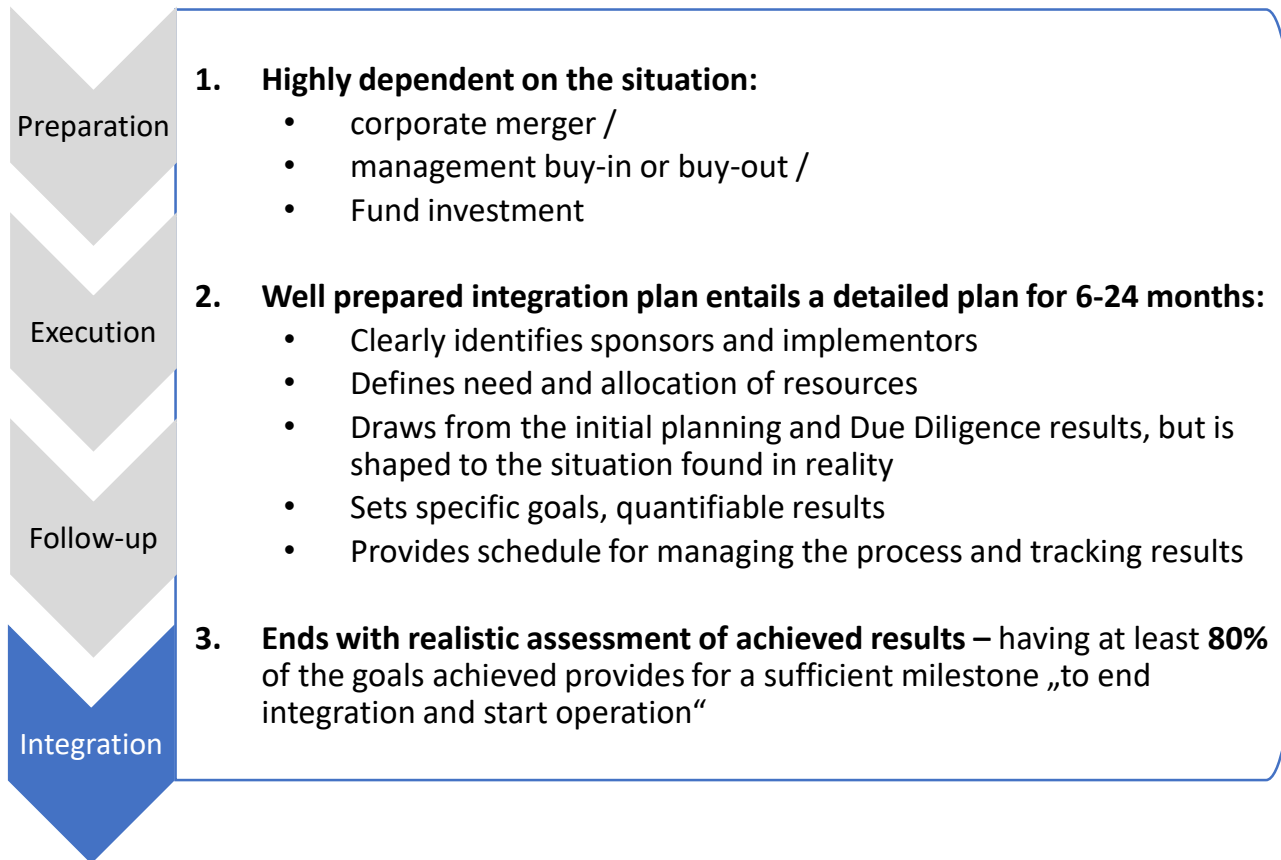 Preparation
Execution
Follow-up
Integration
1. Highly dependent on the situation:
• corporate merger /
• management buy-in or buy-out /
• Fund investment
2. Well prepared integration plan entails a detailed plan for 6-24 months:
• Clearly identifies sponsors and implementors
• Defines need and allocation of resources
• Draws from the initial planning and Due Diligence results, but is
shaped to the situation found in reality
• Sets specific goals, quantifiable results
• Provides schedule for managing the process and tracking results
3. Ends with realistic assessment of achieved results – having at least 80%
of the goals achieved provides for a sufficient milestone „to end
integration and start operation“